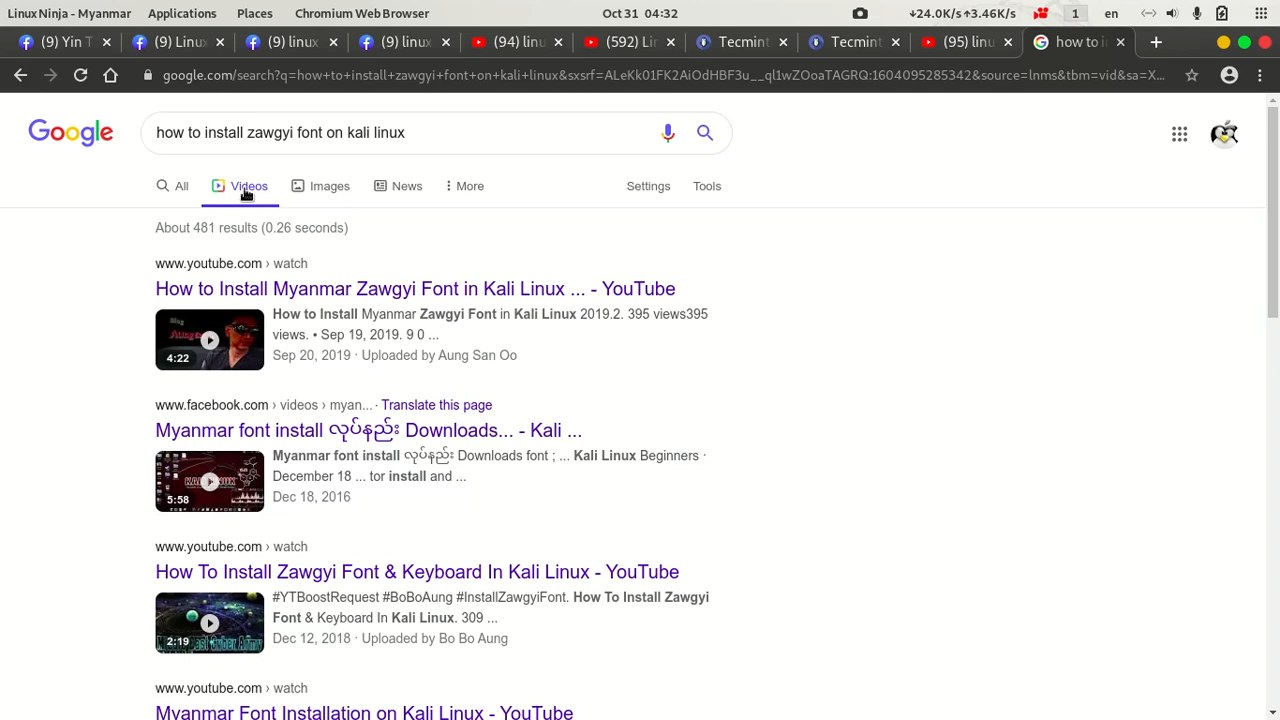 Linux Ninja - Myanmar Applications Places Chromium Web Browser Oct 31 04:32 ↓24.0K/s↑3.46K/s 1 en
(9) Yin T (9) Linu (9) linux (9) linux (94) linu (592) Li Tecmint Tecmint (95) linu how to i
google.com/search?q=how+to+install+zawgyi+font+on+kali+linux&sxsrf=ALeKk01FK2AiOdHBF3u__ql1wZOoaTAGRQ:1604095285342&source=lnms&tbm=vid&sa=X...
Google how to install zawgyi font on kali linux
All Videos Images News More Settings Tools
About 481 results (0.26 seconds)
www.youtube.com › watch
How to Install Myanmar Zawgyi Font in Kali Linux ... - YouTube
How to Install Myanmar Zawgyi Font in Kali Linux 2019.2. 395 views395
views. • Sep 19, 2019. 9 0 ...
4:22
Sep 20, 2019 · Uploaded by Aung San Oo
www.facebook.com › videos › myan... · Translate this page
Myanmar font install လုပ်နည်း Downloads... - Kali ...
Myanmar font install လုပ်နည်း Downloads font ; ... Kali Linux Beginners ·
December 18 ... tor install and ...
5:58
Dec 18, 2016
www.youtube.com › watch
How To Install Zawgyi Font & Keyboard In Kali Linux - YouTube
#YTBoostRequest #BoBoAung #InstallZawgyiFont. How To Install Zawgyi
Font & Keyboard In Kali Linux. 309 ...
2:19
Dec 12, 2018 · Uploaded by Bo Bo Aung
www.youtube.com › watch
Myanmar Font Installation on Kali Linux - YouTube